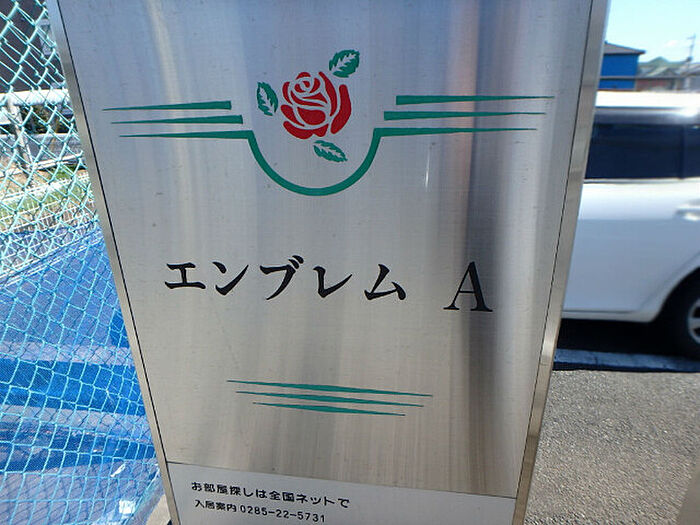 エンブレム A
お部屋探しは全国ネットで
入居案内 0285-22-5731